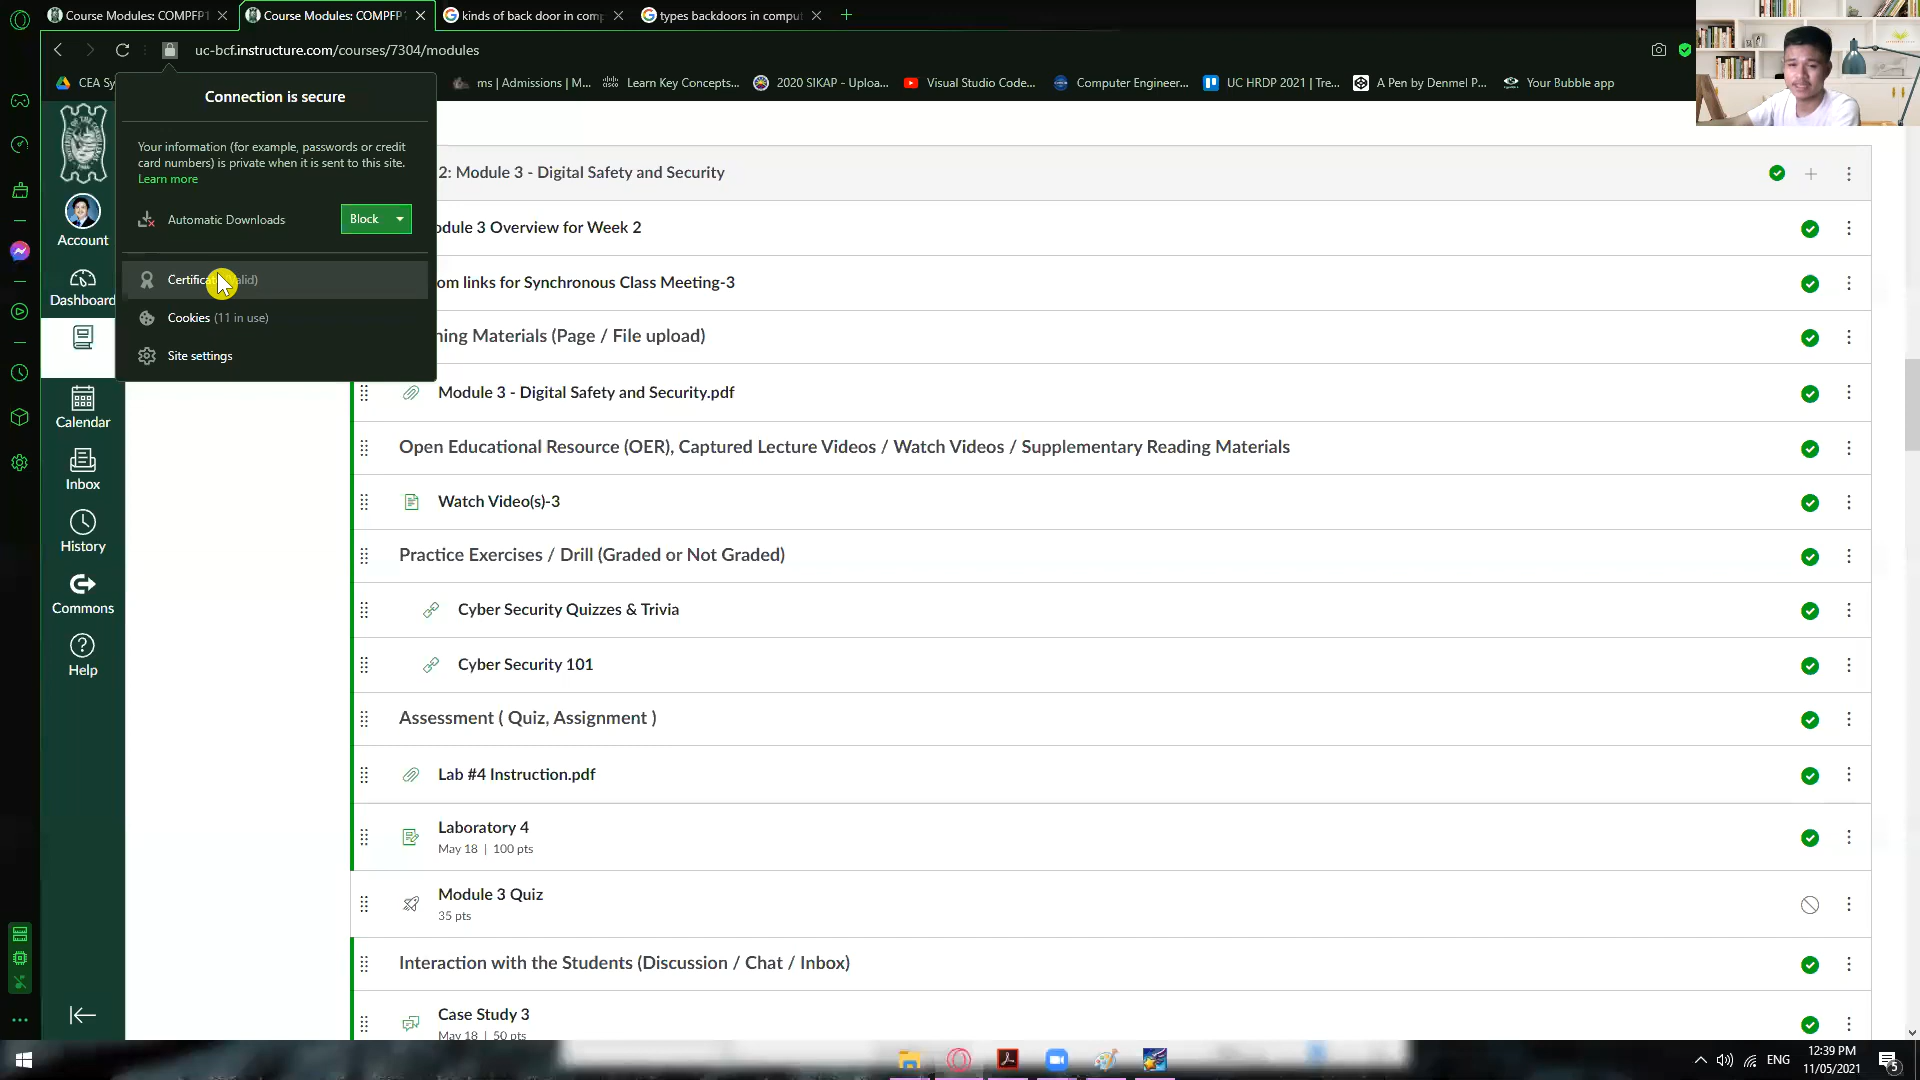 Course Modules: COMPFP1
Course Modules: COMPFP
kinds of back door in com
types backdoors in compu
uc-bcf.instructure.com/courses/7304/modules
CEA Sy
ms | Admissions | M...
Learn Key Concepts...
2020 SIKAP - Uploa...
Visual Studio Code...
Computer Engineer...
UC HRDP 2021 | Tre...
A Pen by Denmel P...
Your Bubble app
Connection is secure
Your information (for example, passwords or credit
card numbers) is private when it is sent to this site.
Learn more
Automatic Downloads
Block
Cookies (11 in use)
Site settings
Account
Dashboard
Calendar
Inbox
History
Commons
Help
2: Module 3 - Digital Safety and Security
odule 3 Overview for Week 2
om links for Synchronous Class Meeting-3
ning Materials (Page / File upload)
Module 3 - Digital Safety and Security.pdf
Open Educational Resource (OER), Captured Lecture Videos / Watch Videos / Supplementary Reading Materials
Watch Video(s)-3
Practice Exercises / Drill (Graded or Not Graded)
Cyber Security Quizzes & Trivia
Cyber Security 101
Assessment ( Quiz, Assignment )
Lab #4 Instruction.pdf
Laboratory 4
May 18 | 100 pts
Module 3 Quiz
35 pts
Interaction with the Students (Discussion / Chat / Inbox)
Case Study 3
May 18 | 50 pts
ENG
12:39 PM
11/05/2021
5